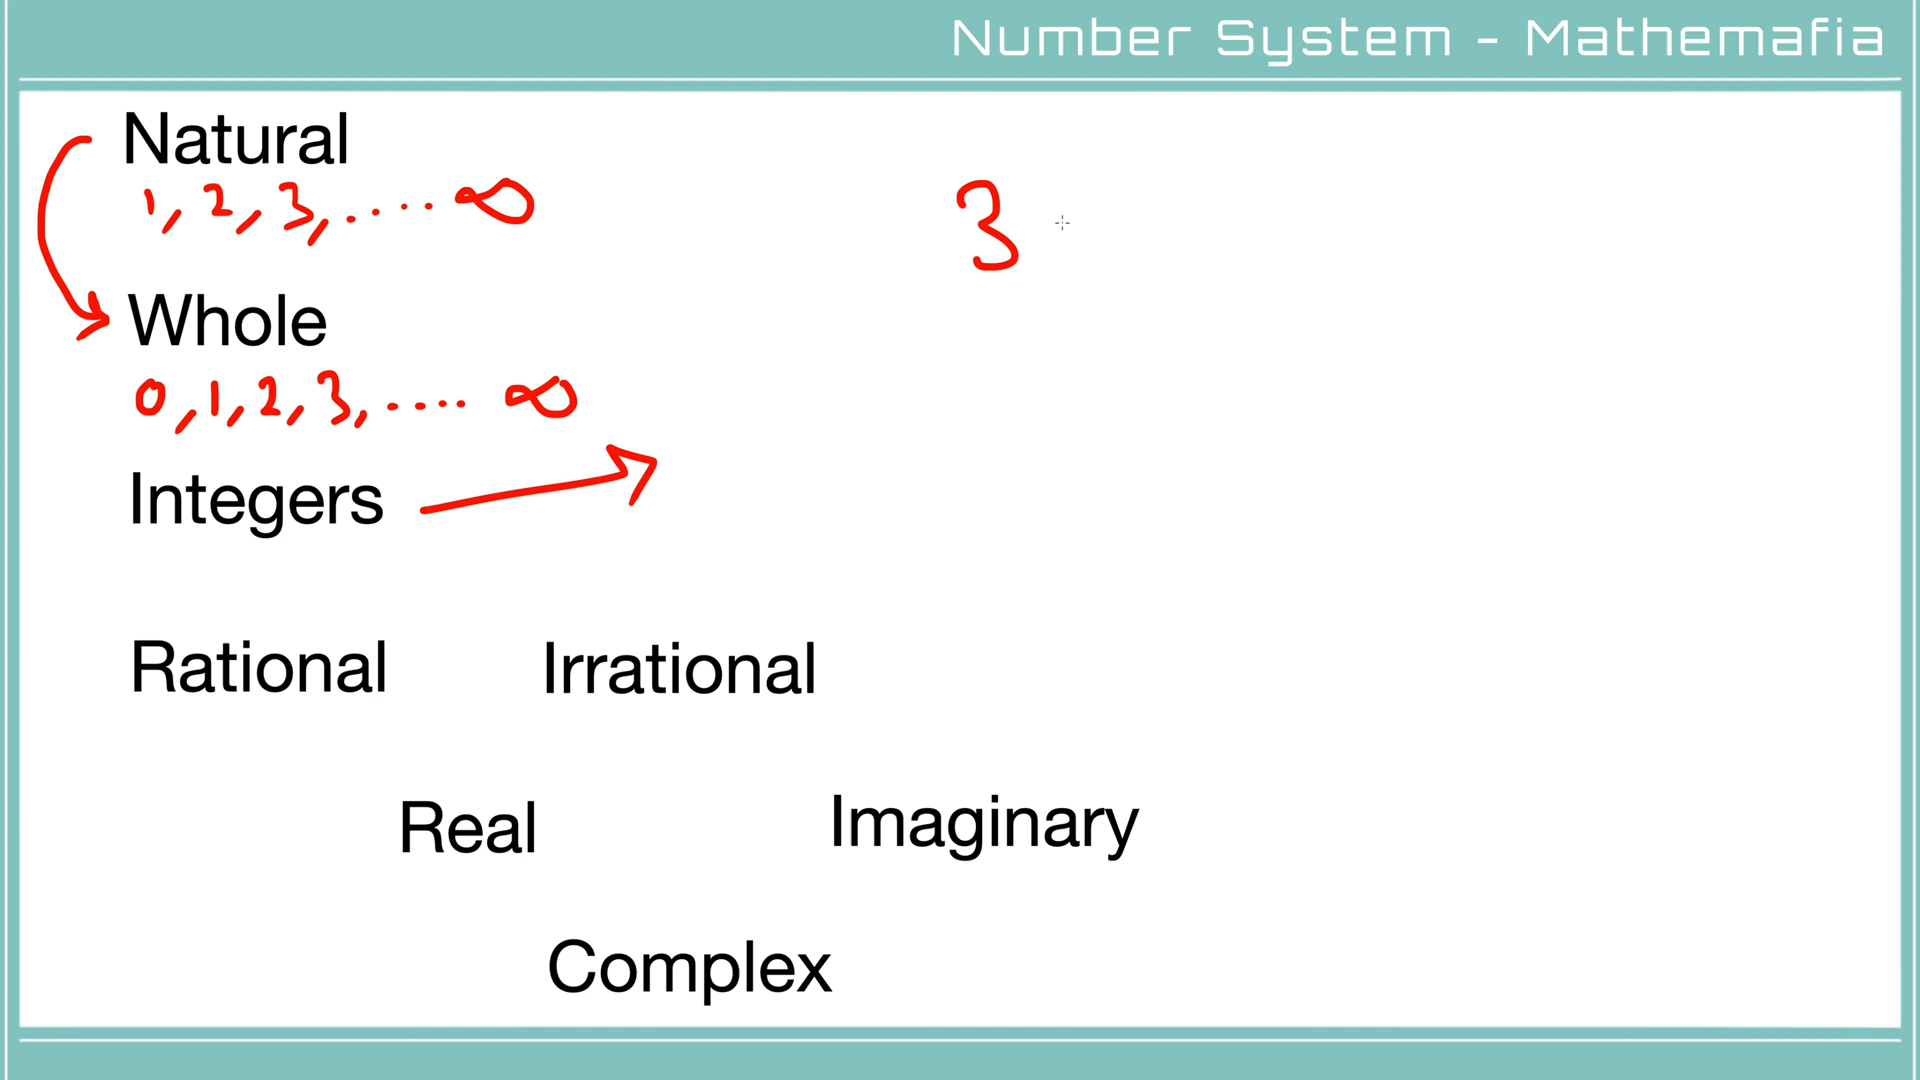 Number System - Mathemafia
Natural
1, 2, 3, ..... ∞
3
Whole
0, 1, 2, 3, ..... ∞
Integers
Rational Irrational
Real Imaginary
Complex